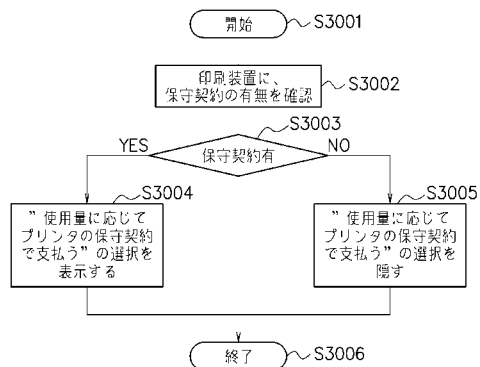 開始
S3001
印刷装置に、
保守契約の有無を確認
S3002
S3003
YES
保守契約有
NO
S3004
”使用量に応じて
プリンタの保守契約
で支払う”の選択を
表示する
S3005
”使用量に応じて
プリンタの保守契約
で支払う”の選択を
隠す
終了
S3006